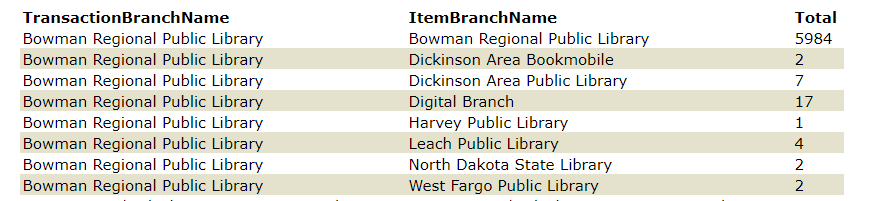 TransactionBranchName ItemBranchName Total
Bowman Regional Public Library Bowman Regional Public Library 5984
Bowman Regional Public Library Dickinson Area Bookmobile 2
Bowman Regional Public Library Dickinson Area Public Library 7
Bowman Regional Public Library Digital Branch 17
Bowman Regional Public Library Harvey Public Library 1
Bowman Regional Public Library Leach Public Library 4
Bowman Regional Public Library North Dakota State Library 2
Bowman Regional Public Library West Fargo Public Library 2